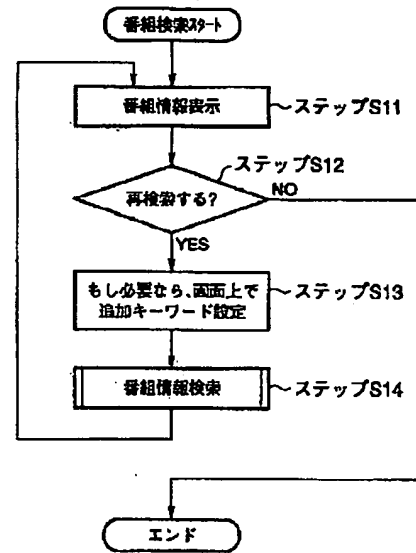 番組検索スタート
番組情報表示
ステップS11
ステップS12
再検索する?
NO
YES
もし必要なら、画面上で
追加キーワード設定
ステップS13
番組情報検索
ステップS14
エンド